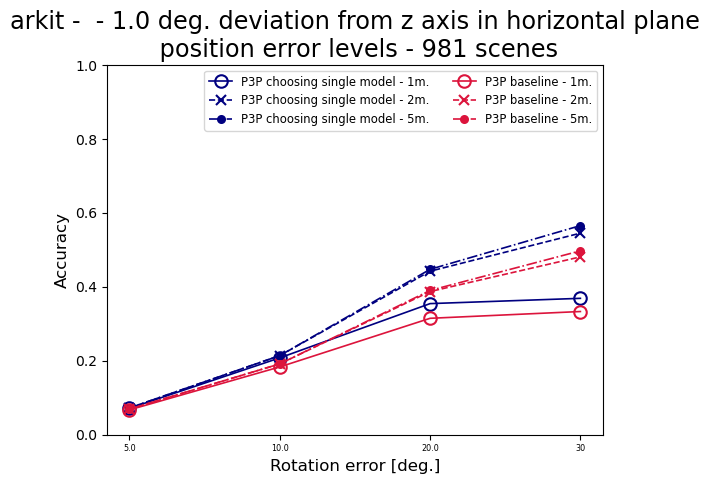 arkit -  - 1.0 deg. deviation from z axis in horizontal plane
position error levels - 981 scenes
P3P choosing single model - 1m.
P3P choosing single model - 2m.
P3P choosing single model - 5m.
P3P baseline - 1m.
P3P baseline - 2m.
P3P baseline - 5m.
Accuracy
1.0
0.8
0.6
0.4
0.2
0.0
5.0 10.0 20.0 30
Rotation error [deg.]